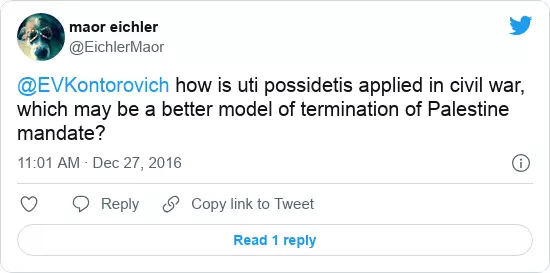 maor eichler
@EichlerMaor
@EVKontorovich how is uti possidetis applied in civil war,
which may be a better model of termination of Palestine
mandate?
11:01 AM · Dec 27, 2016
Reply Copy link to Tweet
Read 1 reply